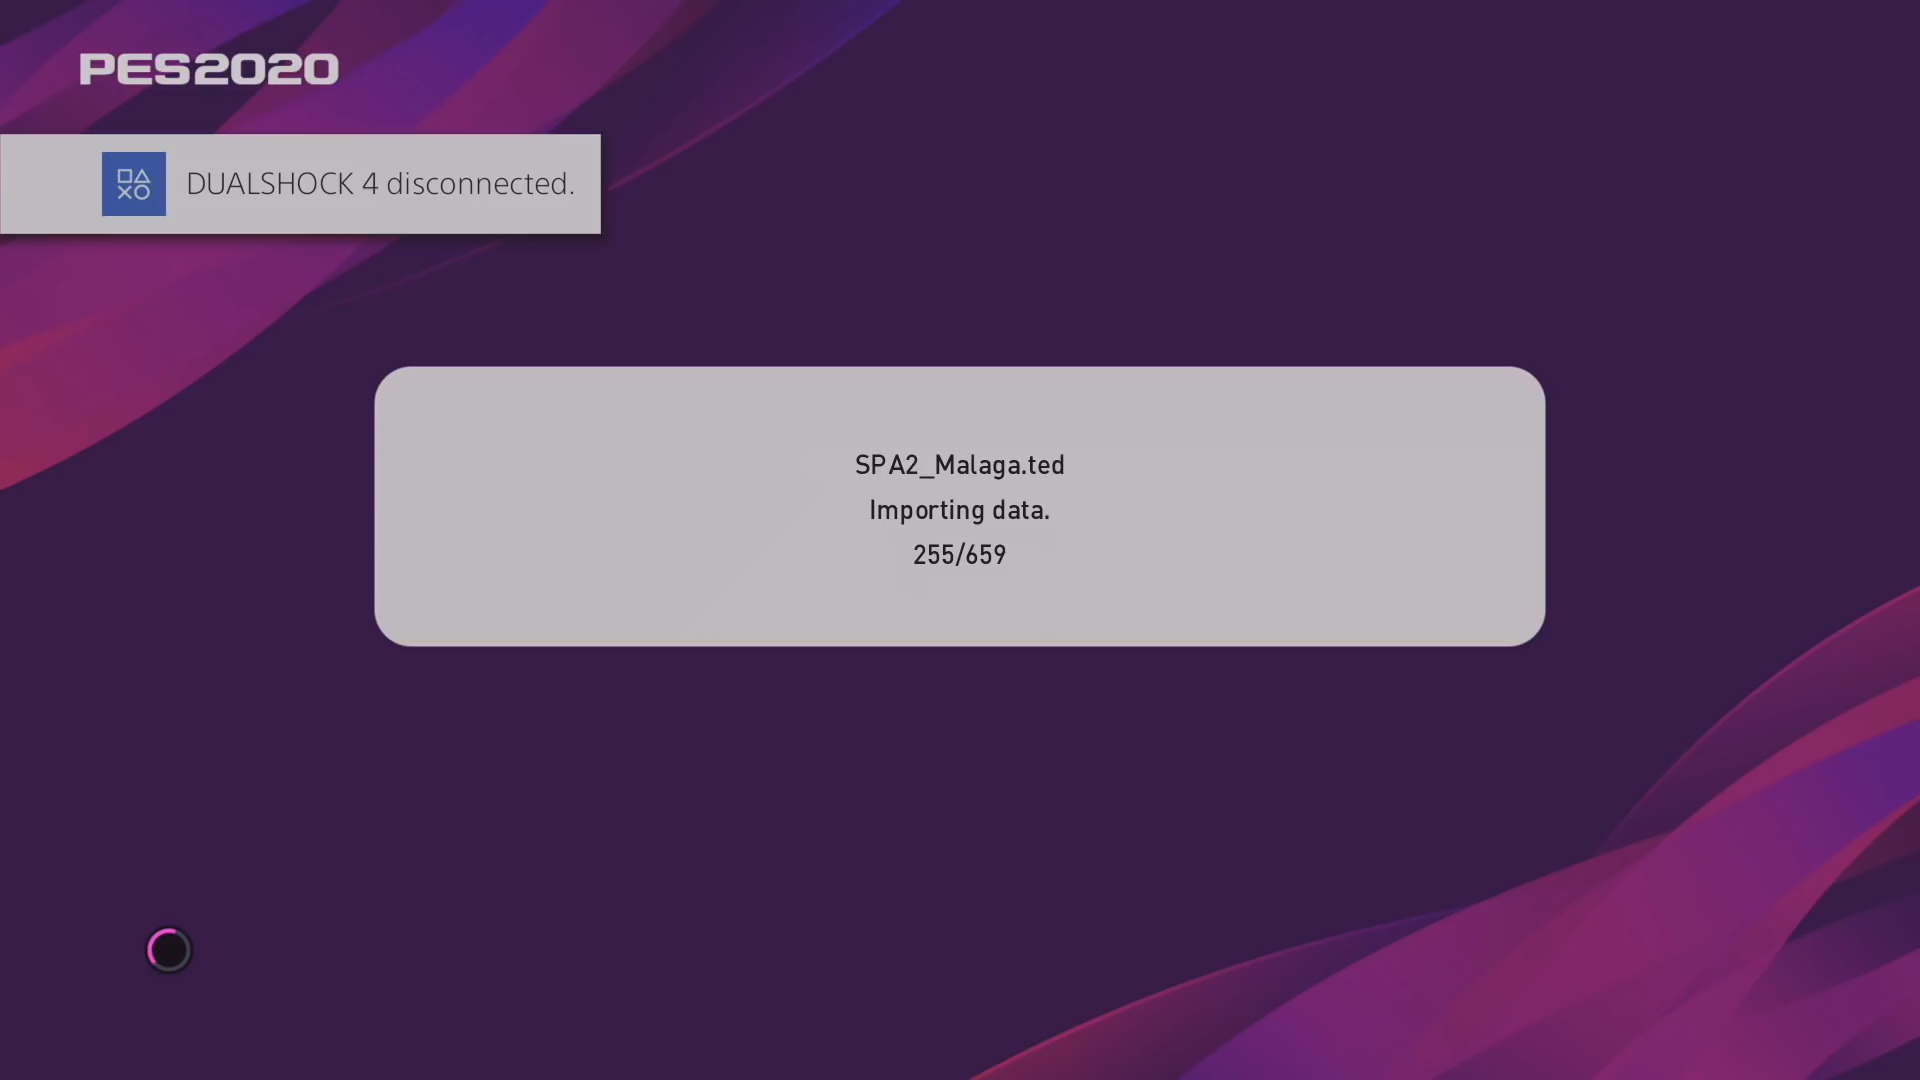 PES2020
DUALSHOCK 4 disconnected.
SPA2_Malaga.ted
Importing data.
255/659